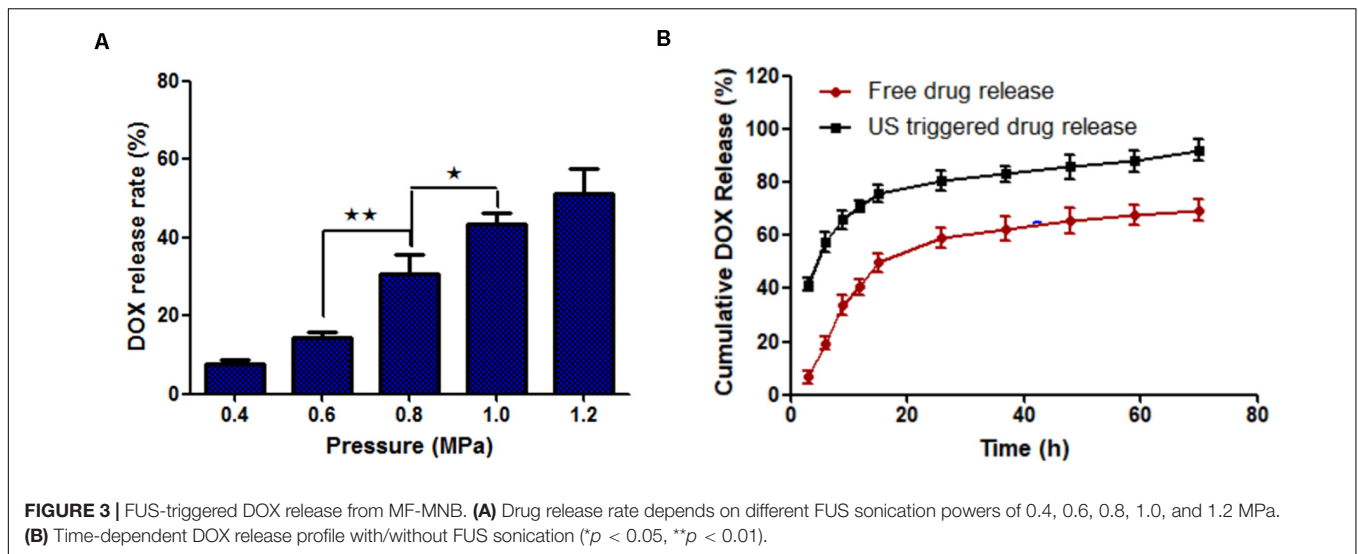 A
80
60
40
20
0
DOX release rate (%)
★★
★
0.4 0.6 0.8 1.0 1.2
Pressure (MPa)
B
120
100
80
60
40
20
0
Cumulative DOX Release (%)
Free drug release
US triggered drug release
0 20 40 60 80
Time (h)
FIGURE 3 | FUS-triggered DOX release from MF-MNB. (A) Drug release rate depends on different FUS sonication powers of 0.4, 0.6, 0.8, 1.0, and 1.2 MPa.
(B) Time-dependent DOX release profile with/without FUS sonication (*p < 0.05, **p < 0.01).